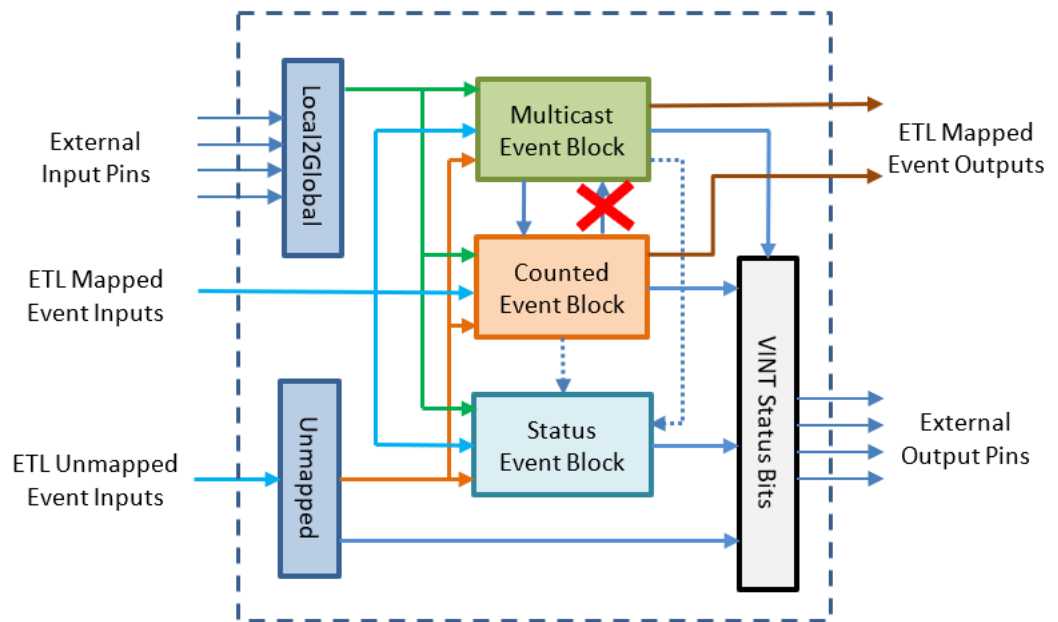 External
Input Pins
Local2Global
Multicast
Event Block
ETL Mapped
Event Outputs
ETL Mapped
Event Inputs
Counted
Event Block
ETL Unmapped
Event Inputs
Unmapped
Status
Event Block
VINT Status Bits
External
Output Pins